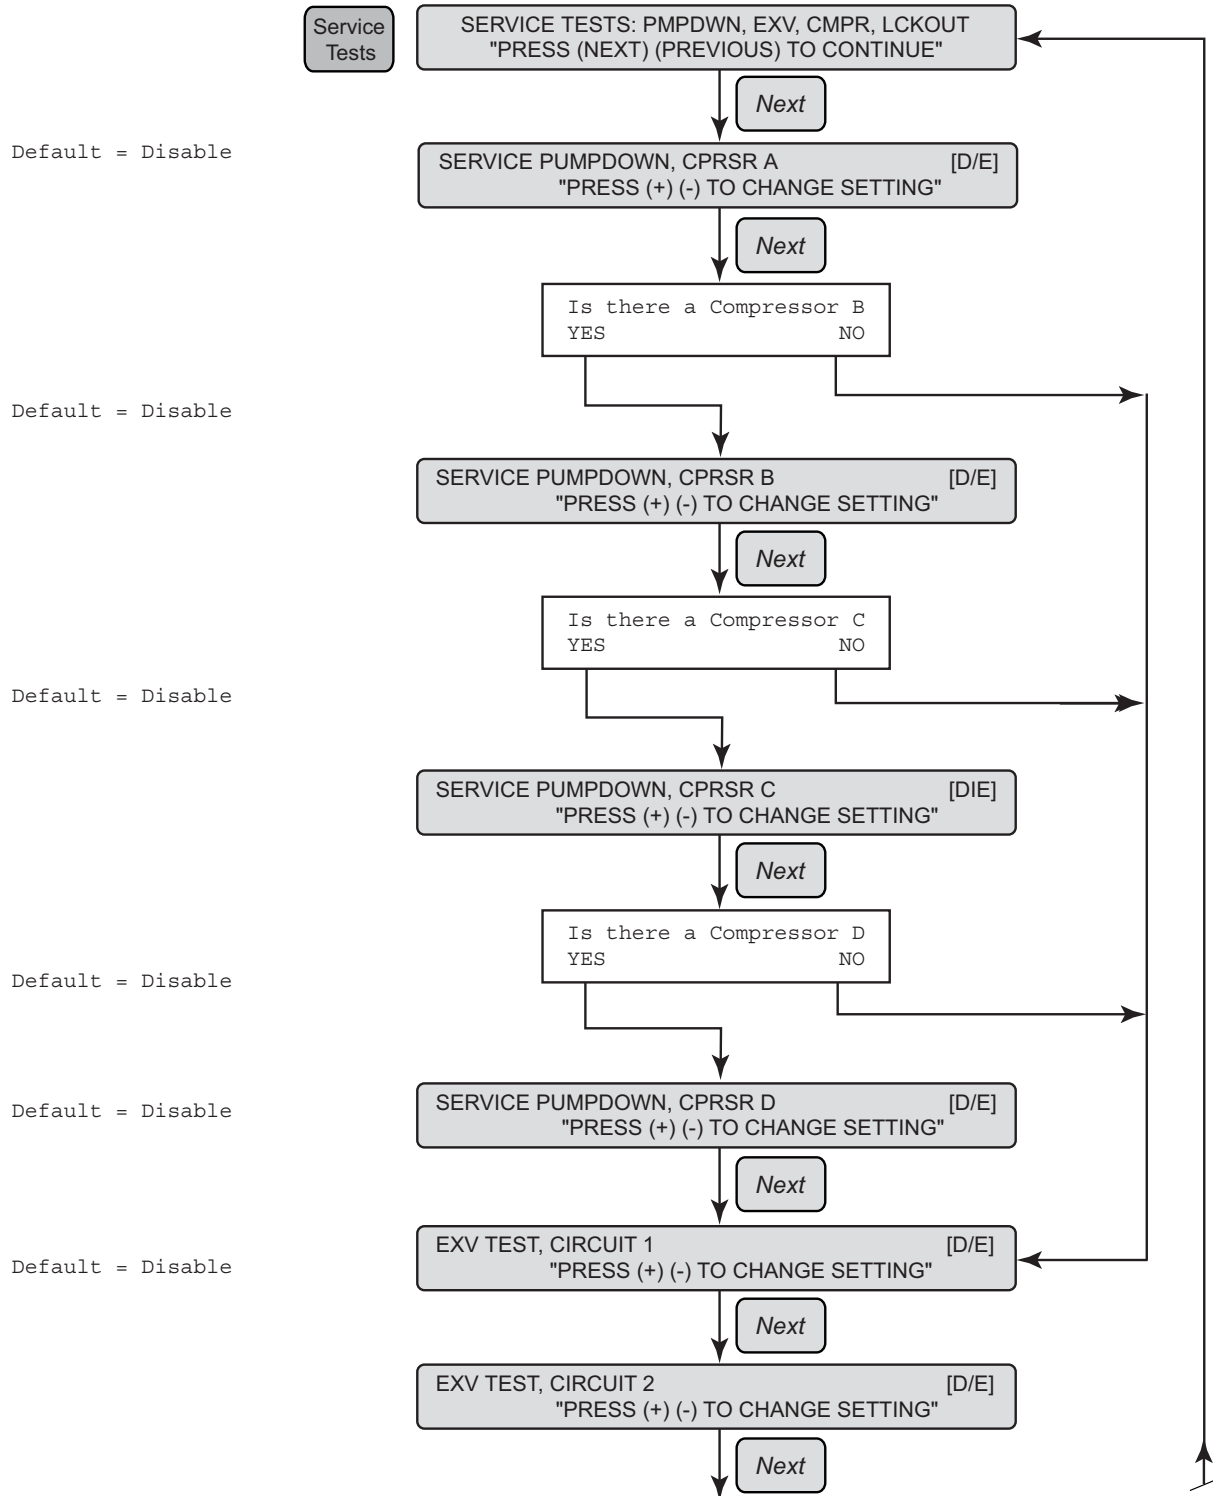 Service
Tests
SERVICE TESTS: PMPDWN, EXV, CMPR, LCKOUT
"PRESS (NEXT) (PREVIOUS) TO CONTINUE"
Next
Default = Disable
SERVICE PUMPDOWN, CPRSR A [D/E]
"PRESS (+) (-) TO CHANGE SETTING"
Next
Is there a Compressor B
YES NO
Default = Disable
SERVICE PUMPDOWN, CPRSR B [D/E]
"PRESS (+) (-) TO CHANGE SETTING"
Next
Is there a Compressor C
YES NO
Default = Disable
SERVICE PUMPDOWN, CPRSR C [DIE]
"PRESS (+) (-) TO CHANGE SETTING"
Next
Is there a Compressor D
YES NO
Default = Disable
SERVICE PUMPDOWN, CPRSR D [D/E]
"PRESS (+) (-) TO CHANGE SETTING"
Default = Disable
Next
EXV TEST, CIRCUIT 1 [D/E]
"PRESS (+) (-) TO CHANGE SETTING"
Default = Disable
Next
EXV TEST, CIRCUIT 2 [D/E]
"PRESS (+) (-) TO CHANGE SETTING"
Next